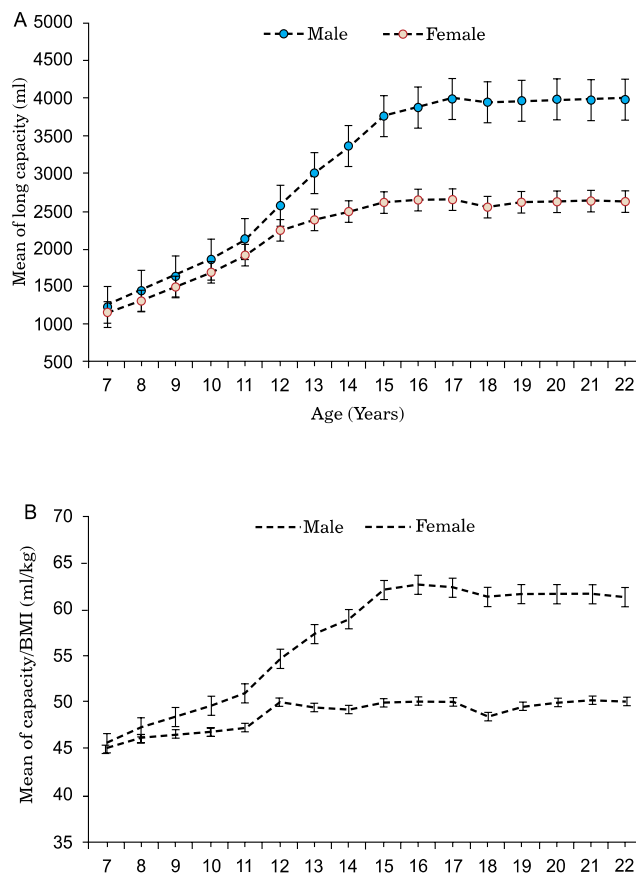 A
Male Female
Mean of long capacity (ml)
5000
4500
4000
3500
3000
2500
2000
1500
1000
500
7 8 9 10 11 12 13 14 15 16 17 18 19 20 21 22
Age (Years)
B
Male Female
Mean of capacity/BMI (ml/kg)
70
65
60
55
50
45
40
35
7 8 9 10 11 12 13 14 15 16 17 18 19 20 21 22